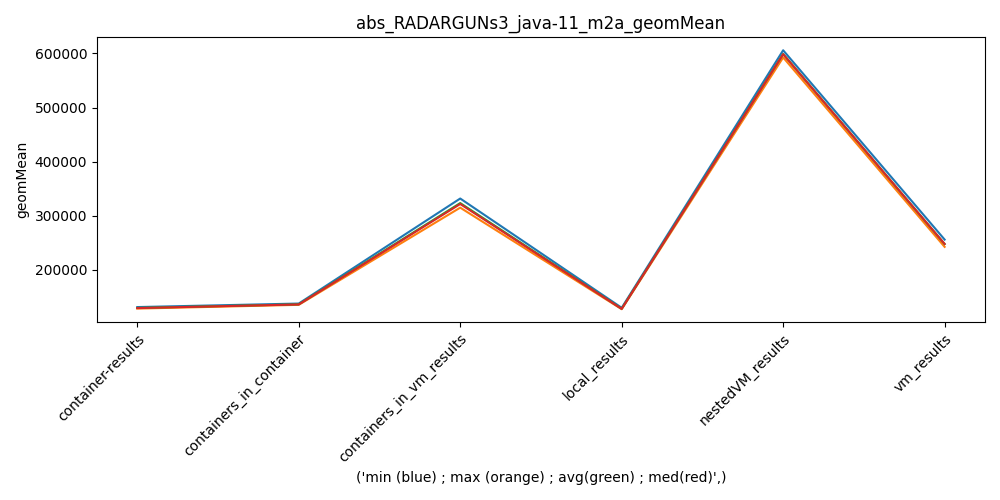 abs_RADARGUNs3_java-11_m2a_geomMean
600000
500000
400000
300000
200000
geomMean
container-results
containers_in_container
containers_in_vm_results
local_results
nestedVM_results
vm_results
('min (blue) ; max (orange) ; avg(green) ; med(red)',)